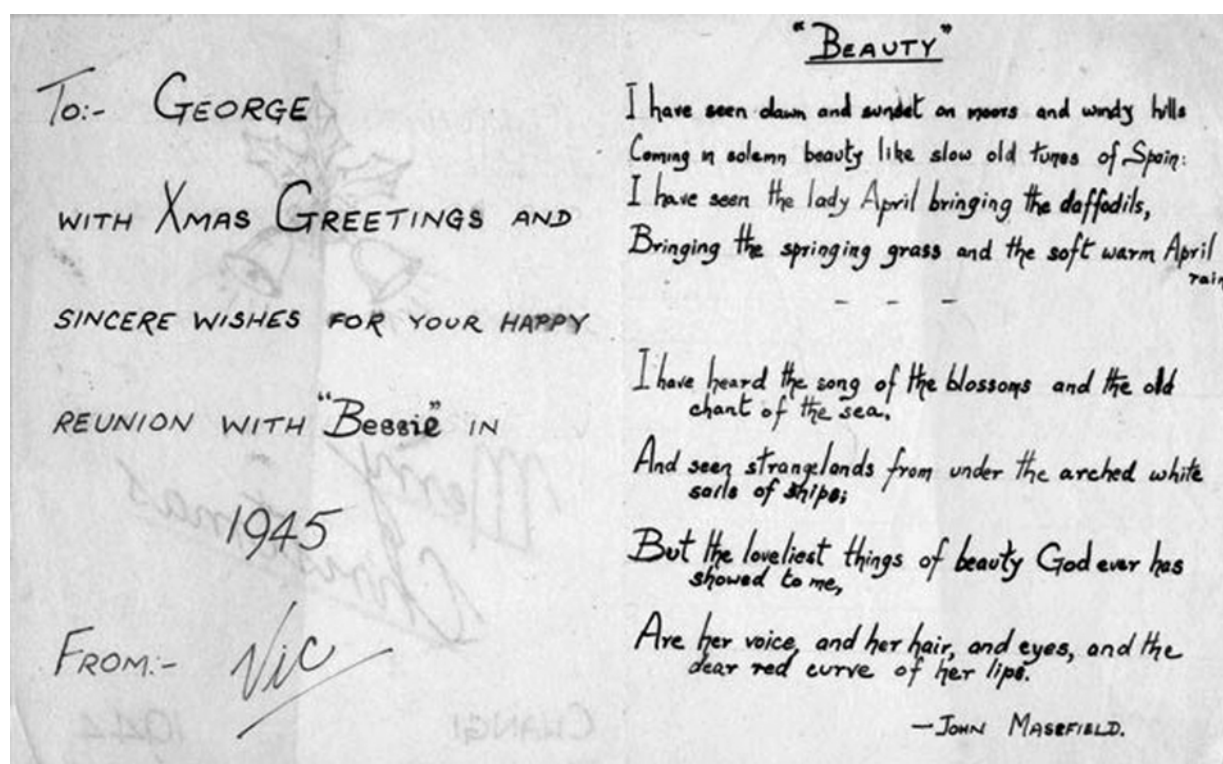 To:- GEORGE
WITH XMAS GREETINGS AND
SINCERE WISHES FOR YOUR HAPPY
REUNION WITH "Bessie" IN
1945
FROM:- Vic
"BEAUTY"
I have seen dawn and sunset on moors and windy hills
Coming in solemn beauty like slow old tunes of Spain:
I have seen the lady April bringing the daffodils,
Bringing the springing grass and the soft warm April
rain
- - -
I have heard the song of the blossoms and the old
chant of the sea,
And seen strangelands from under the arched white
sails of ships;
But the loveliest things of beauty God ever has
showed to me,
Are her voice, and her hair, and eyes, and the
dear red curve of her lips.
—JOHN MASEFIELD.
Merry
Christmas
CHANGI 1944